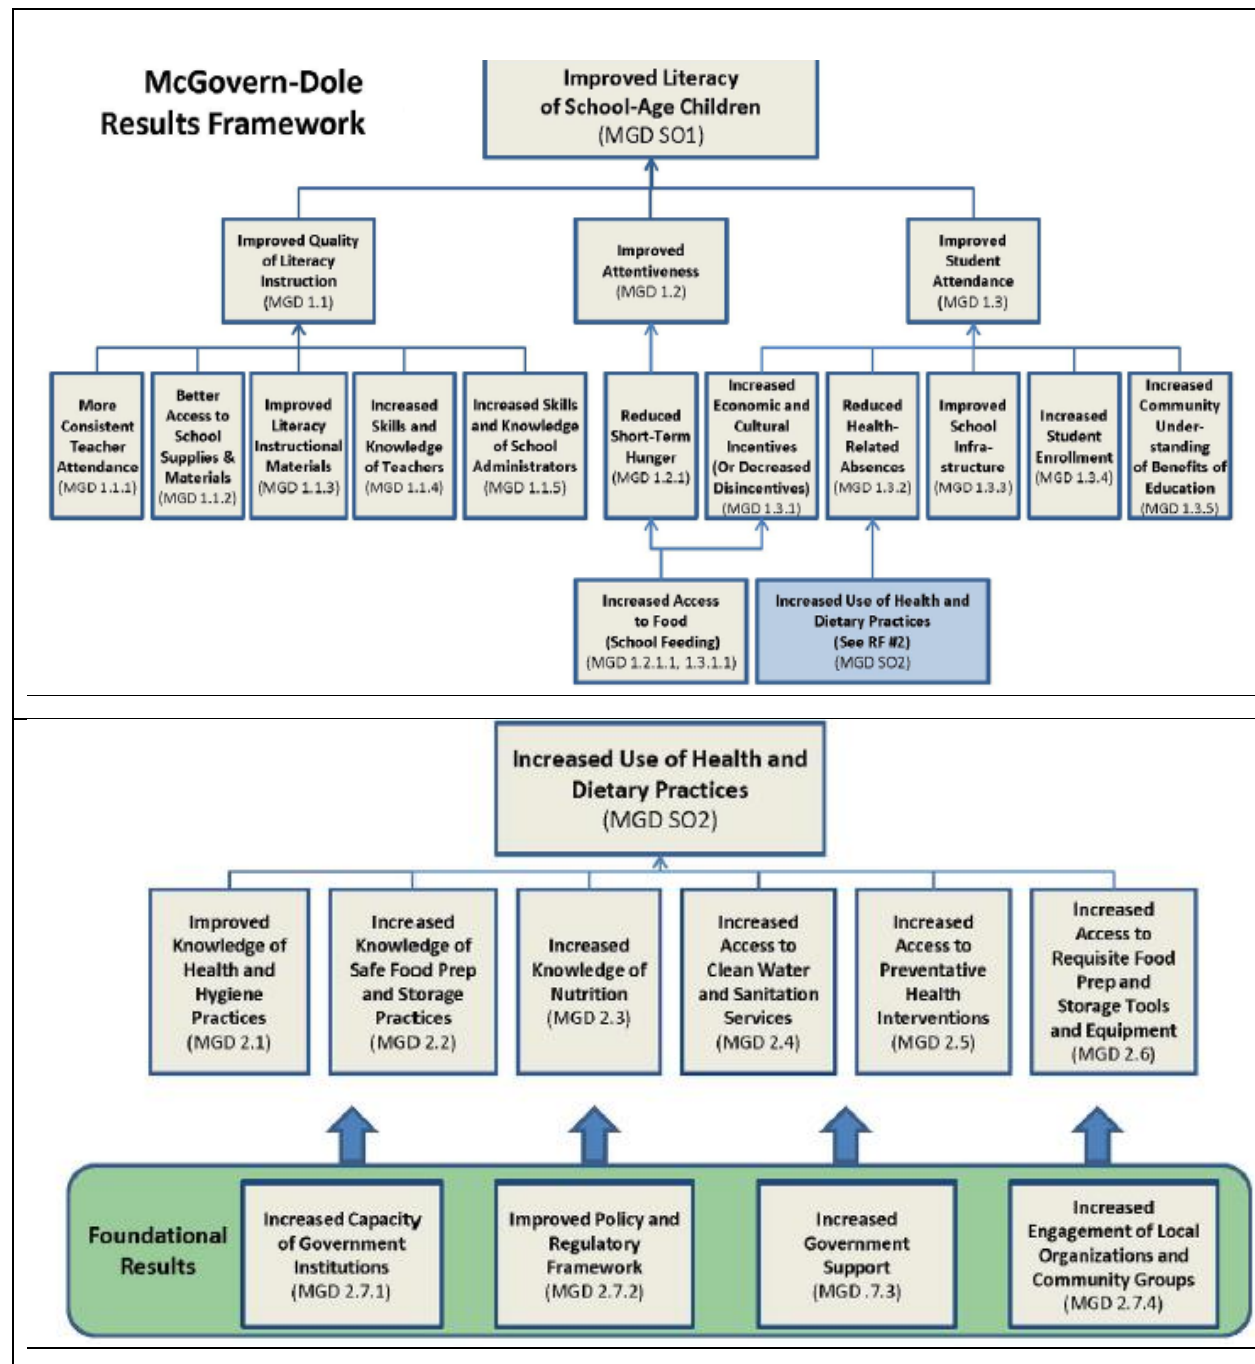 McGovern-Dole
Results Framework
Improved Literacy
of School-Age Children
(MGD SO1)
Improved Quality
of Literacy
Instruction
(MGD 1.1)
Improved
Attentiveness
(MGD 1.2)
Improved
Student
Attendance
(MGD 1.3)
More
Consistent
Teacher
Attendance
(MGD 1.1.1)
Better
Access to
School
Supplies &
Materials
(MGD 1.1.2)
Improved
Literacy
Instructional
Materials
(MGD 1.1.3)
Increased
Skills and
Knowledge
of Teachers
(MGD 1.1.4)
Increased Skills
and Knowledge
of School
Administrators
(MGD 1.1.5)
Reduced
Short-Term
Hunger
(MGD 1.2.1)
Increased
Economic and
Cultural
Incentives
(Or Decreased
Disincentives)
(MGD 1.3.1)
Reduced
Health-
Related
Absences
(MGD 1.3.2)
Improved
School
Infra-
structure
(MGD 1.3.3)
Increased
Student
Enrollment
(MGD 1.3.4)
Increased
Community
Under-
standing
of Benefits of
Education
(MGD 1.3.5)
Increased Access
to Food
(School Feeding)
(MGD 1.2.1.1, 1.3.1.1)
Increased Use of Health and
Dietary Practices
(See RF #2)
(MGD SO2)
Increased Use of Health and
Dietary Practices
(MGD SO2)
Improved
Knowledge of
Health and
Hygiene
Practices
(MGD 2.1)
Increased
Knowledge of
Safe Food Prep
and Storage
Practices
(MGD 2.2)
Increased
Knowledge of
Nutrition
(MGD 2.3)
Increased
Access to
Clean Water
and Sanitation
Services
(MGD 2.4)
Increased
Access to
Preventative
Health
Interventions
(MGD 2.5)
Increased
Access to
Requisite Food
Prep and
Storage Tools
and Equipment
(MGD 2.6)
Foundational
Results
Increased Capacity
of Government
Institutions
(MGD 2.7.1)
Improved Policy and
Regulatory
Framework
(MGD 2.7.2)
Increased
Government
Support
(MGD .7.3)
Increased
Engagement of Local
Organizations and
Community Groups
(MGD 2.7.4)